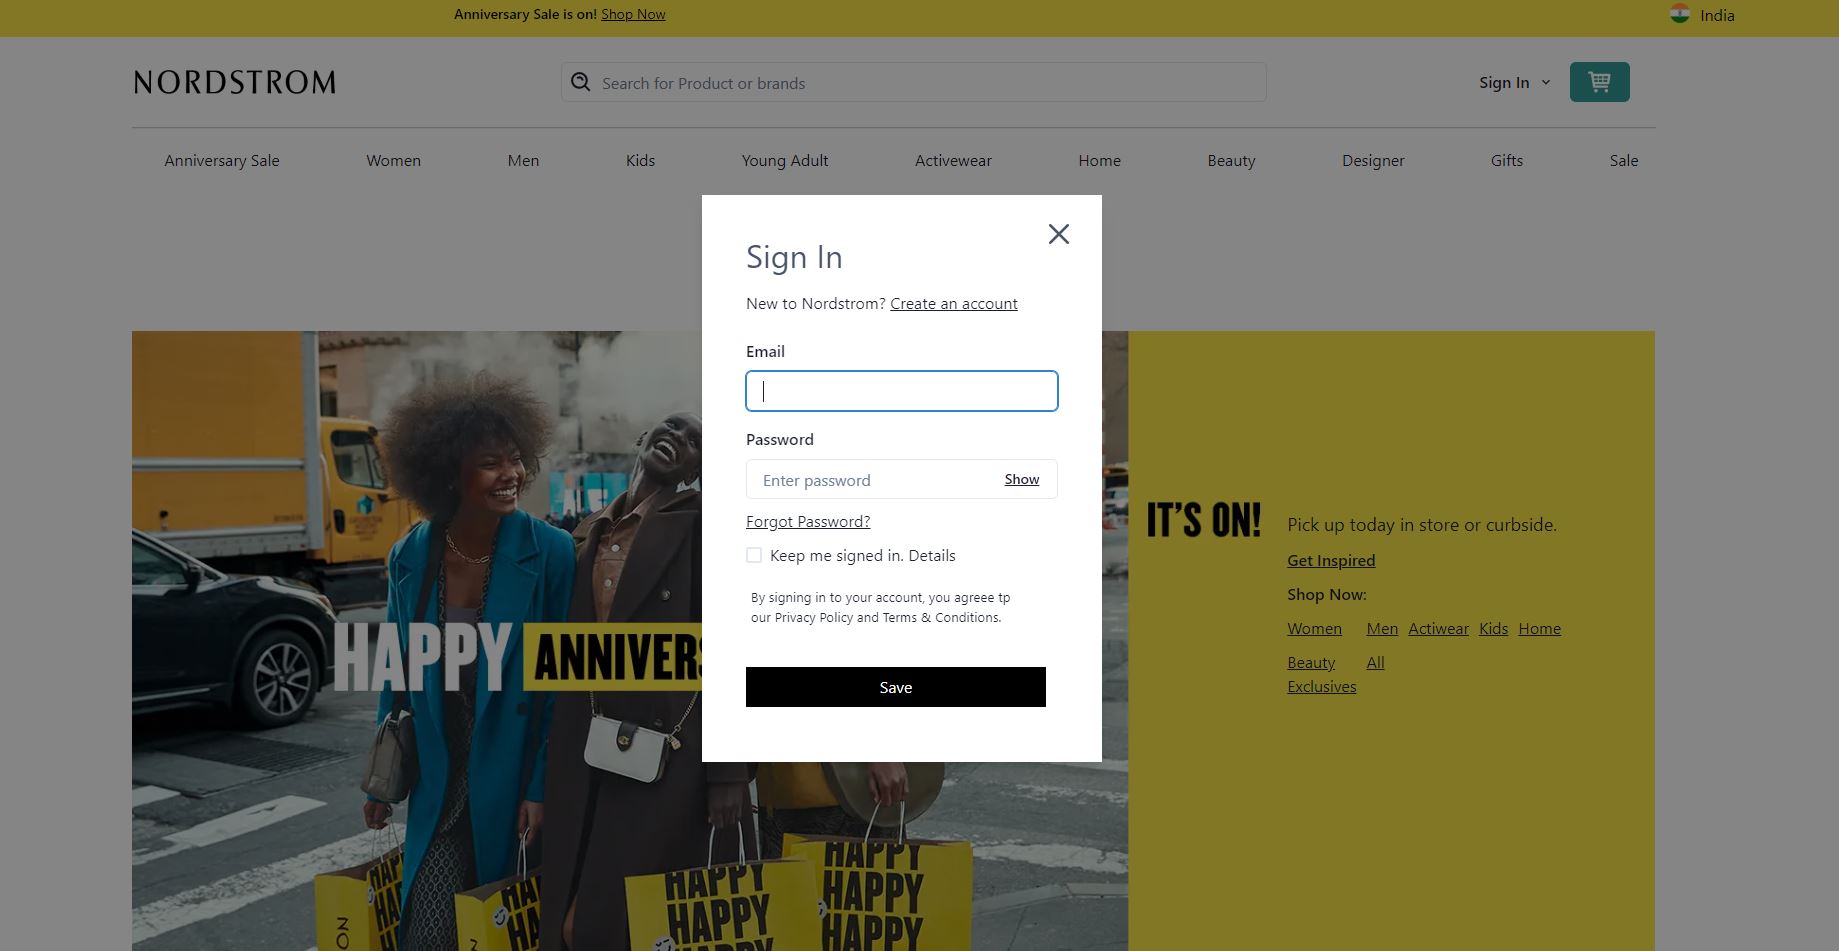 Anniversary Sale is on! Shop Now
India
NORDSTROM
Search for Product or brands
Sign In
Anniversary Sale
Women
Men
Kids
Young Adult
Activewear
Home
Beauty
Designer
Gifts
Sale
Sign In
New to Nordstrom? Create an account
Email
Password
Enter password
Show
Forgot Password?
Keep me signed in. Details
By signing in to your account, you agreee tp
our Privacy Policy and Terms & Conditions.
Save
HAPPY ANNIVERS
IT'S ON!
Pick up today in store or curbside.
Get Inspired
Shop Now:
Women Men Actiwear Kids Home
Beauty All
Exclusives
HAPPY
HAPPY
HAPPY
HAPPY
HAPPY
HAPPY
ON